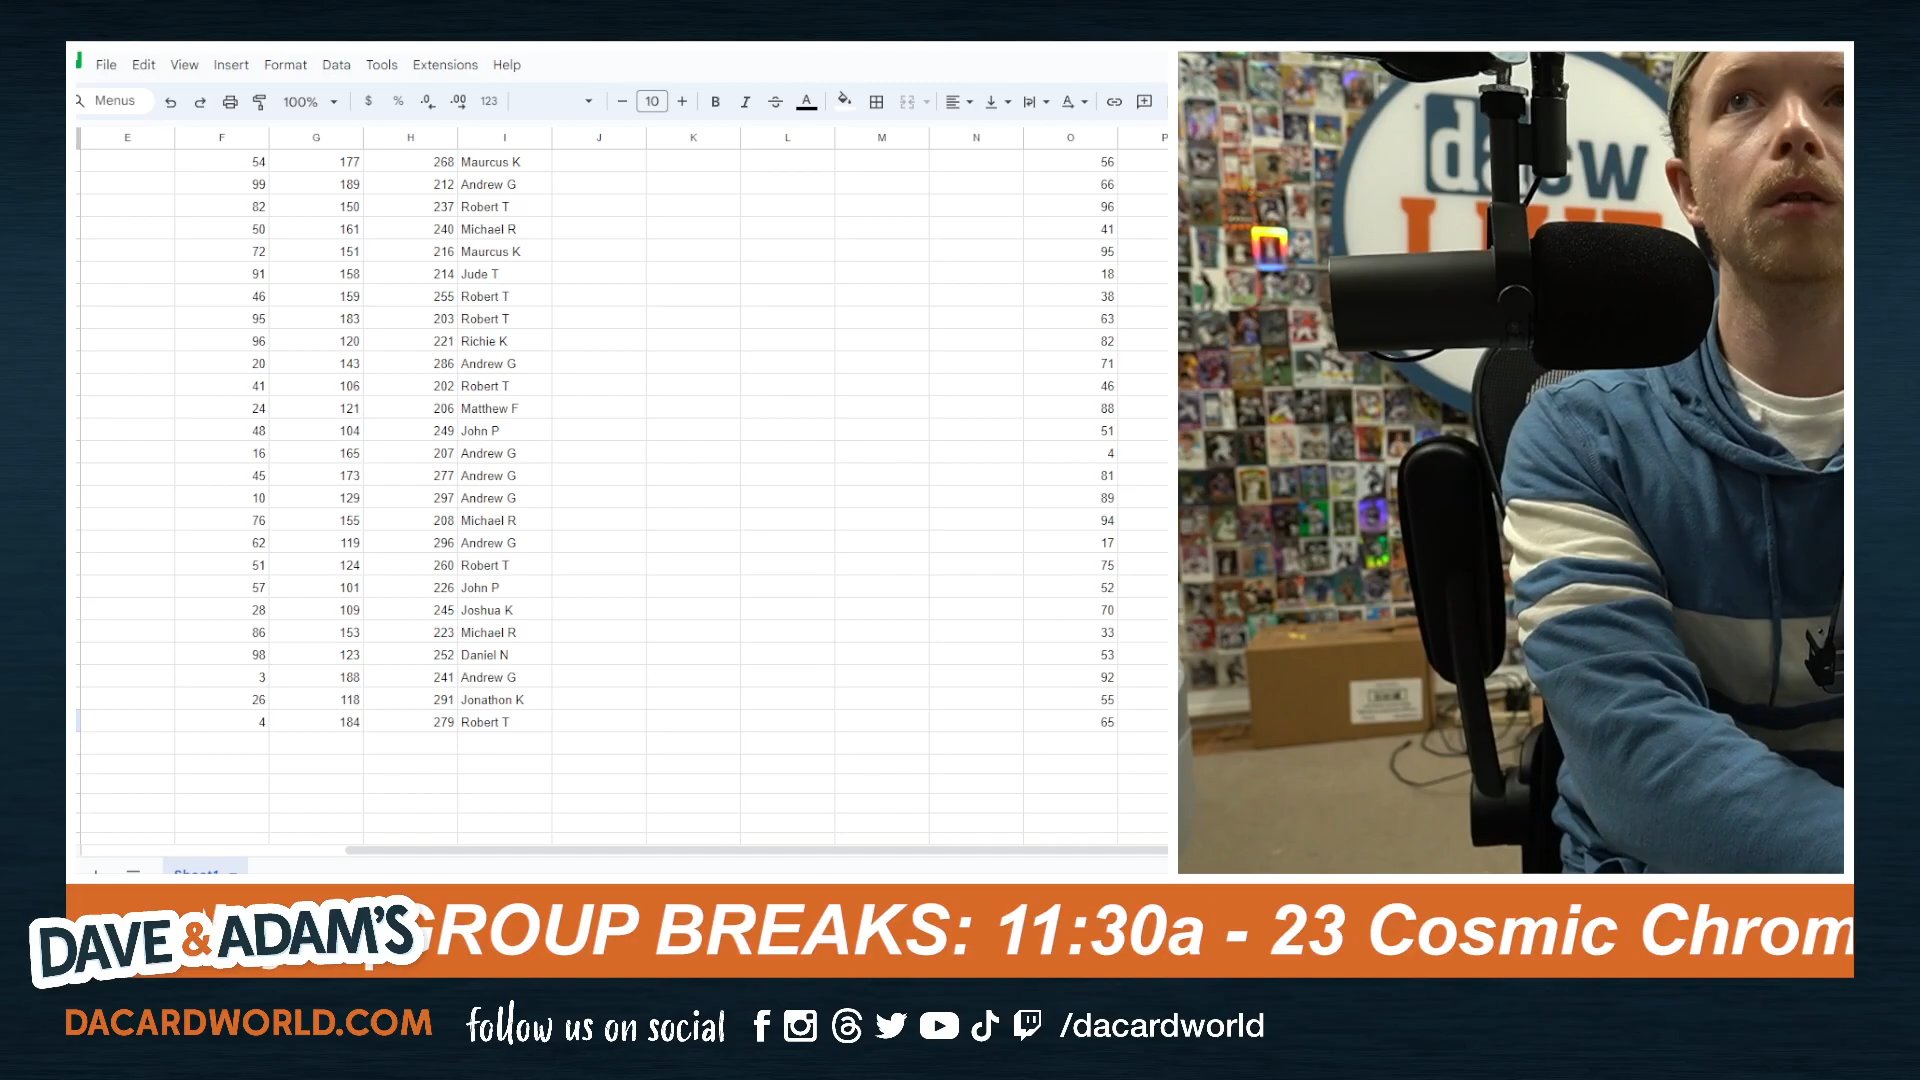 File Edit View Insert Format Data Tools Extensions Help
Menus 100% $ % .0 .00 123 10 B I A
E F G H I J K L M N O P
54 177 268 Maurcus K 56
99 189 212 Andrew G 66
82 150 237 Robert T 96
50 161 240 Michael R 41
72 151 216 Maurcus K 95
91 158 214 Jude T 18
46 159 255 Robert T 38
95 183 203 Robert T 63
96 120 221 Richie K 82
20 143 286 Andrew G 71
41 106 202 Robert T 46
24 121 206 Matthew F 88
48 104 249 John P 51
16 165 207 Andrew G 4
45 173 277 Andrew G 81
10 129 297 Andrew G 89
76 155 208 Michael R 94
62 119 296 Andrew G 17
51 124 260 Robert T 75
57 101 226 John P 52
28 109 245 Joshua K 70
86 153 223 Michael R 33
98 123 252 Daniel N 53
3 188 241 Andrew G 92
26 118 291 Jonathon K 55
4 184 279 Robert T 65
Sheet1
dacw
DAVE & ADAM'S
GROUP BREAKS: 11:30a - 23 Cosmic Chrom
DACARDWORLD.COM
follow us on social /dacardworld